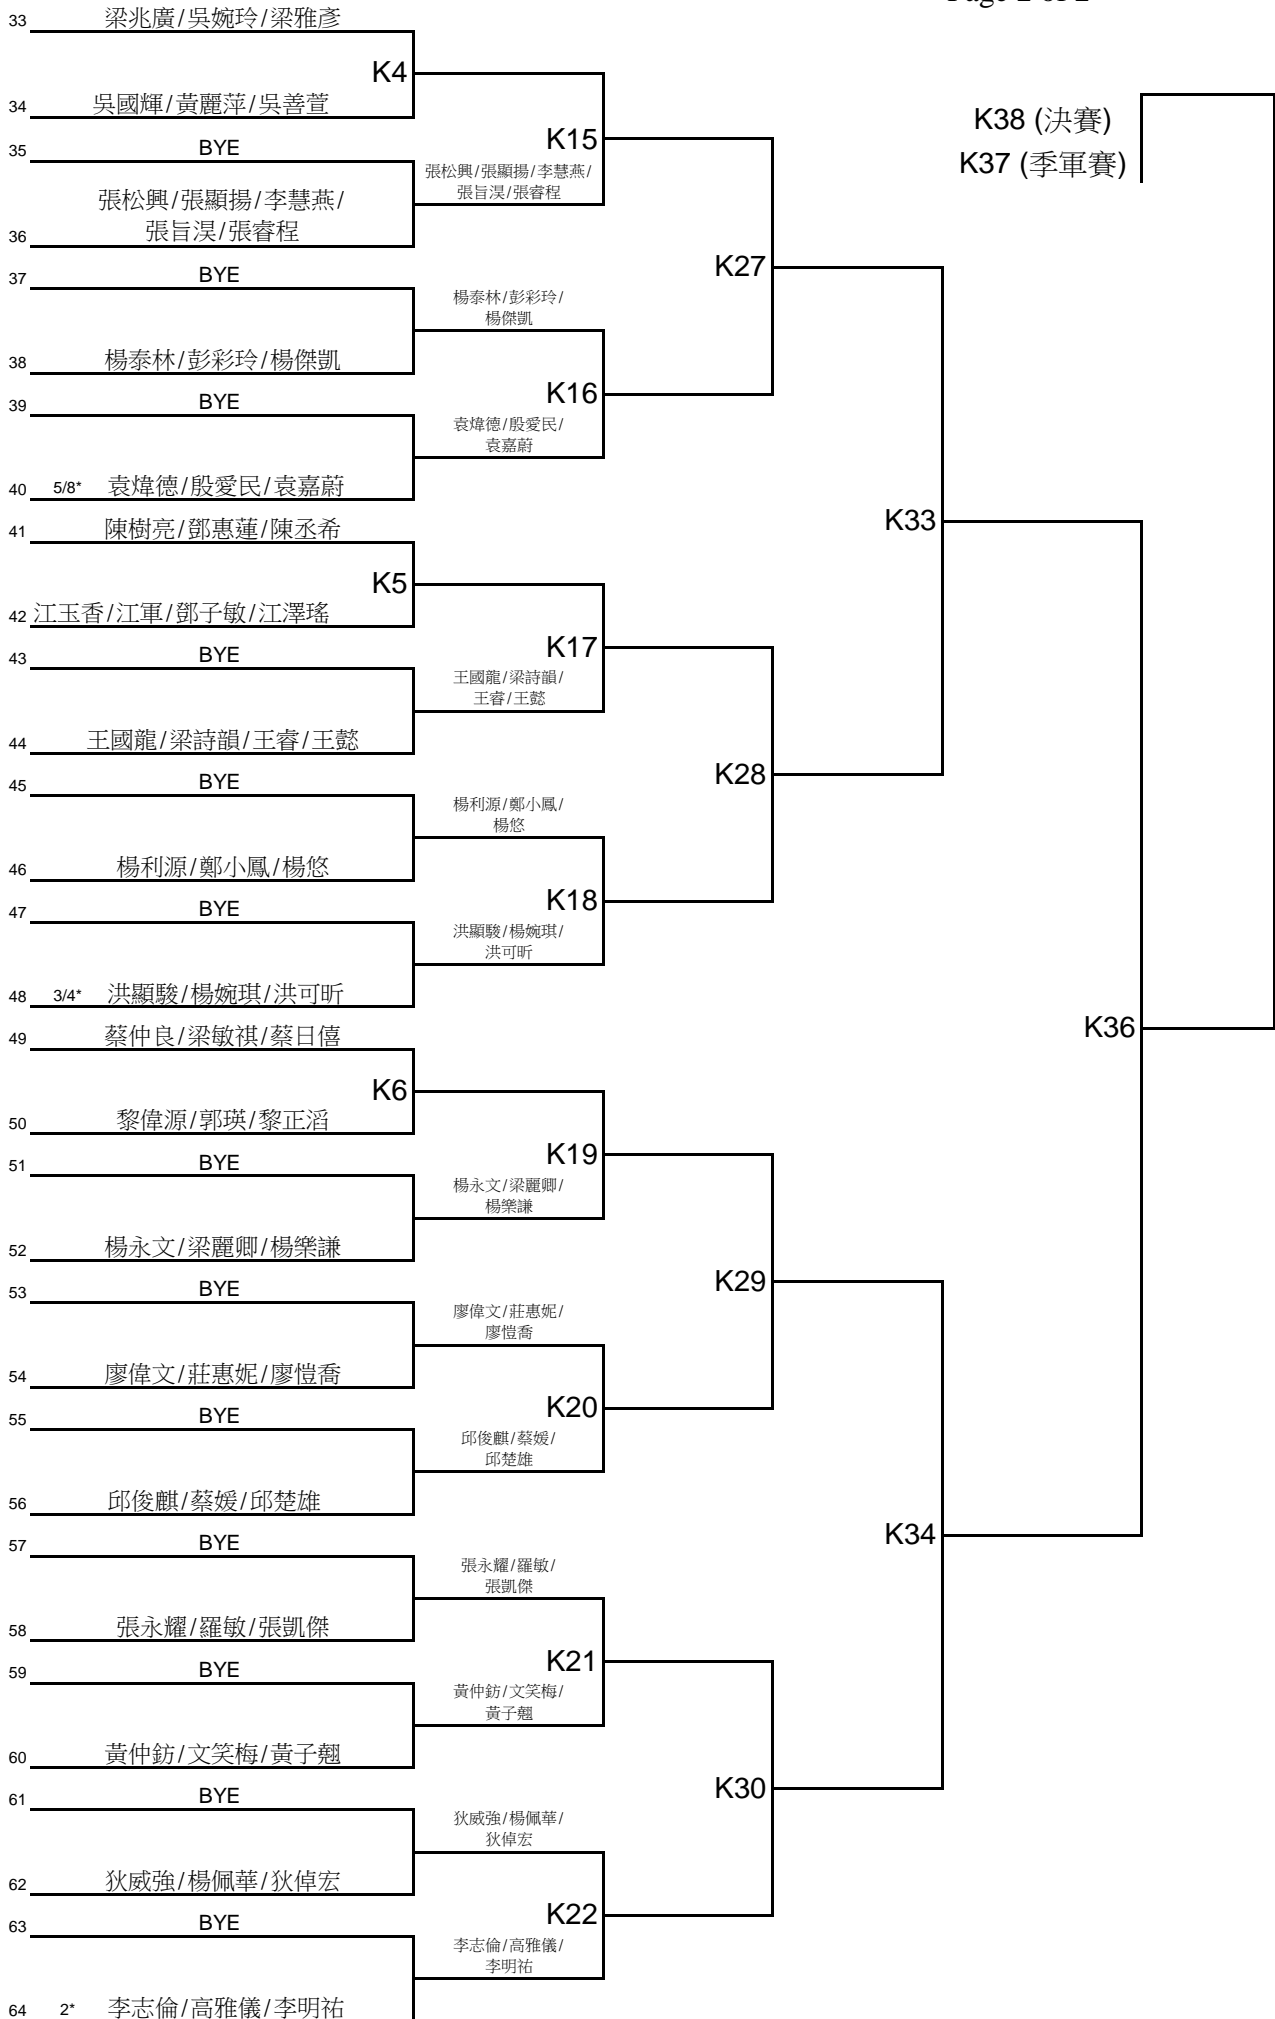 33 梁兆廣/吳婉玲/梁雅彥
K4
34 吳國輝/黃麗萍/吳善萱
K38 (決賽)
K37 (季軍賽)
35 BYE
K15
張松興/張顯揚/李慧燕/
張旨淏/張睿程
張松興/張顯揚/李慧燕/
36 張旨淏/張睿程
K27
37 BYE
楊泰林/彭彩玲/
楊傑凱
38 楊泰林/彭彩玲/楊傑凱
K16
39 BYE
袁煒德/殷愛民/
袁嘉蔚
40 5/8* 袁煒德/殷愛民/袁嘉蔚
K33
41 陳樹亮/鄧惠蓮/陳丞希
K5
42 江玉香/江軍/鄧子敏/江澤瑤
K17
43 BYE
王國龍/梁詩韻/
王睿/王懿
44 王國龍/梁詩韻/王睿/王懿
K28
45 BYE
楊利源/鄭小鳳/
楊悠
46 楊利源/鄭小鳳/楊悠
K18
47 BYE
洪顯駿/楊婉琪/
洪可昕
48 3/4* 洪顯駿/楊婉琪/洪可昕
K36
49 蔡仲良/梁敏祺/蔡日僖
K6
50 黎偉源/郭瑛/黎正滔
K19
51 BYE
楊永文/梁麗卿/
楊樂謙
52 楊永文/梁麗卿/楊樂謙
K29
53 BYE
廖偉文/莊惠妮/
廖愷喬
54 廖偉文/莊惠妮/廖愷喬
K20
55 BYE
邱俊麒/蔡媛/
邱楚雄
56 邱俊麒/蔡媛/邱楚雄
K34
57 BYE
張永耀/羅敏/
張凱傑
58 張永耀/羅敏/張凱傑
K21
59 BYE
黃仲鈁/文笑梅/
黃子翹
60 黃仲鈁/文笑梅/黃子翹
K30
61 BYE
狄威強/楊佩華/
狄倬宏
62 狄威強/楊佩華/狄倬宏
K22
63 BYE
李志倫/高雅儀/
李明祐
64 2* 李志倫/高雅儀/李明祐